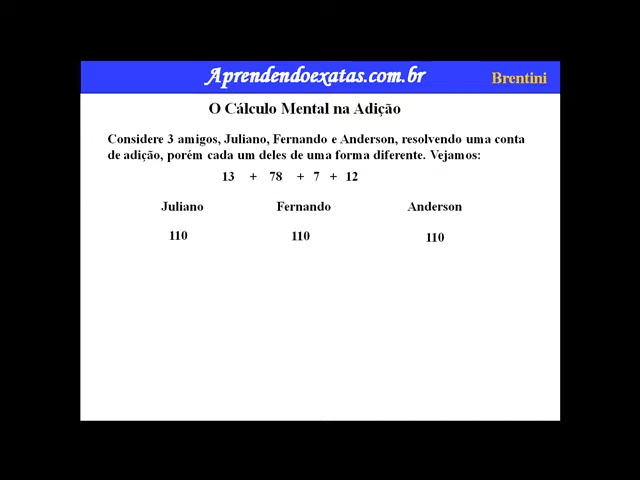 Aprendendoexatas.com.br
Brentini
O Cálculo Mental na Adição
Considere 3 amigos, Juliano, Fernando e Anderson, resolvendo uma conta
de adição, porém cada um deles de uma forma diferente. Vejamos:
13 + 78 + 7 + 12
Juliano Fernando Anderson
110 110 110